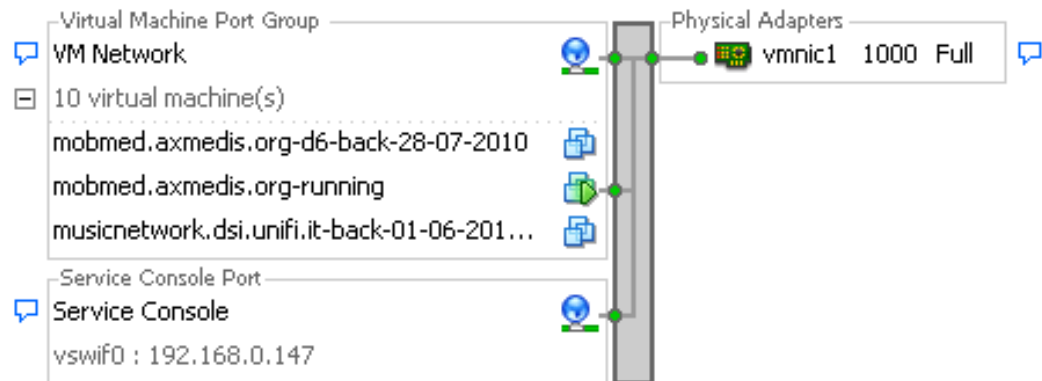 Virtual Machine Port Group
Physical Adapters
VM Network
vmnic1 1000 Full
10 virtual machine(s)
mobmed.axmedis.org-d6-back-28-07-2010
mobmed.axmedis.org-running
musicnetwork.dsi.unifi.it-back-01-06-201...
Service Console Port
Service Console
vswif0 : 192.168.0.147